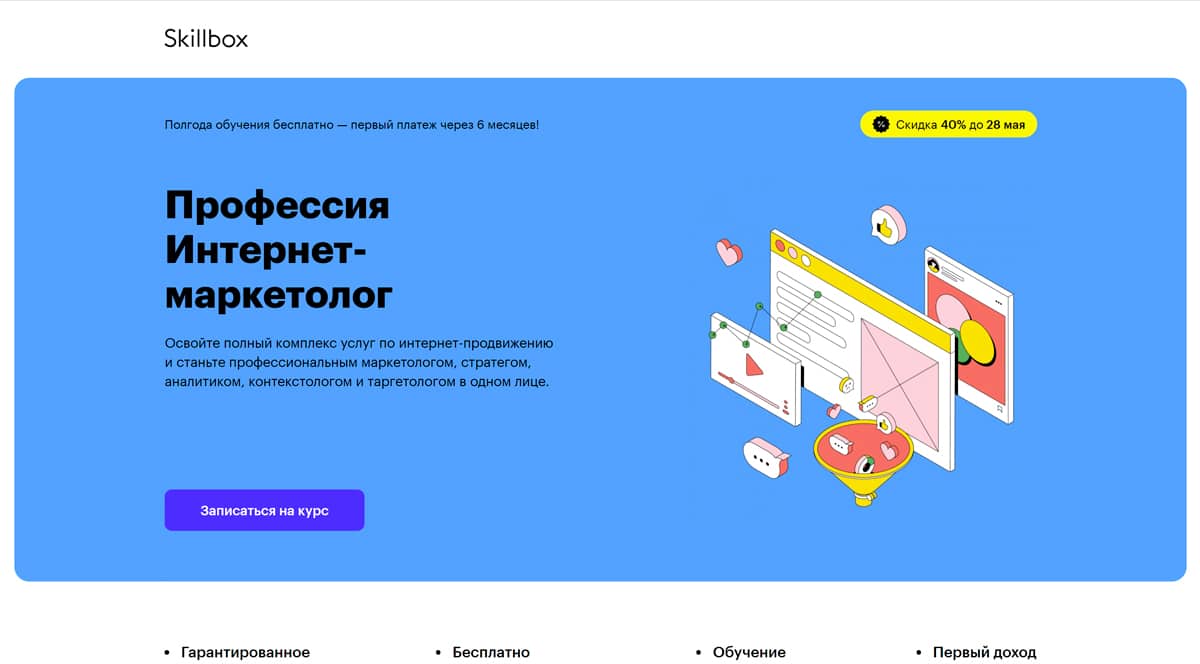 Skillbox
Полгода обучения бесплатно — первый платеж через 6 месяцев!
Скидка 40% до 28 мая
Профессия
Интернет-
маркетолог
Освойте полный комплекс услуг по интернет-продвижению
и станьте профессиональным маркетологом, стратегом,
аналитиком, контекстологом и таргетологом в одном лице.
Записаться на курс
• Гарантированное
• Бесплатно
• Обучение
• Первый доход